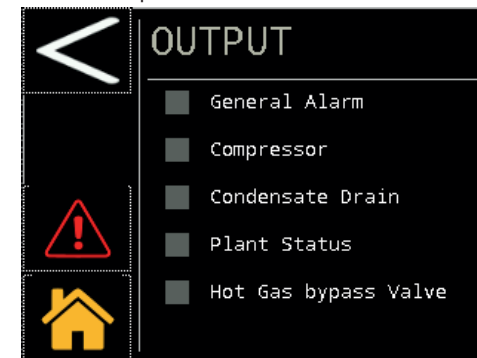 OUTPUT
General Alarm
Compressor
Condensate Drain
Plant Status
Hot Gas bypass Valve